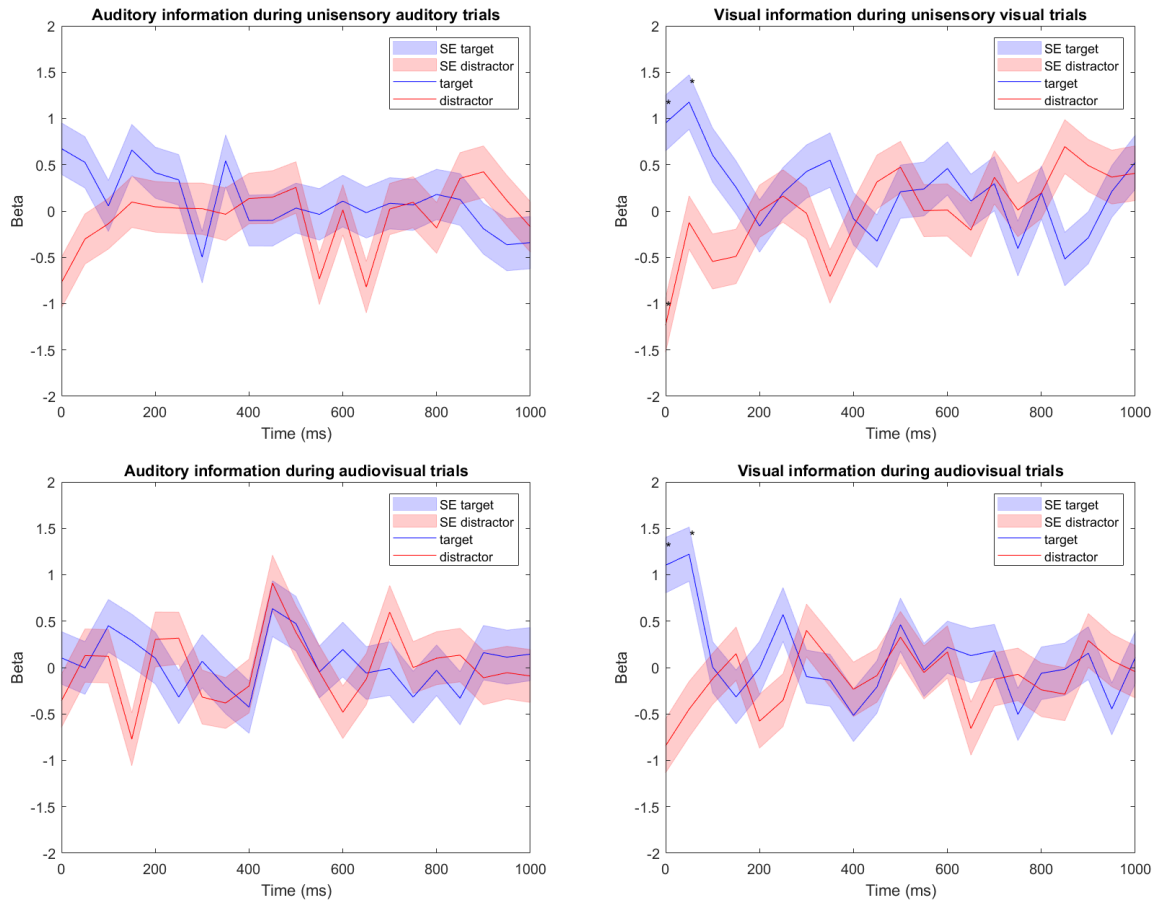 Auditory information during unisensory auditory trials
2
1.5
1
0.5
0
-0.5
-1
-1.5
-2
Beta
SE target
SE distractor
target
distractor
0 200 400 600 800 1000
Time (ms)
Visual information during unisensory visual trials
2
1.5
1
0.5
0
-0.5
-1
-1.5
-2
Beta
SE target
SE distractor
target
distractor
*
*
*
0 200 400 600 800 1000
Time (ms)
Auditory information during audiovisual trials
2
1.5
1
0.5
0
-0.5
-1
-1.5
-2
Beta
SE target
SE distractor
target
distractor
0 200 400 600 800 1000
Time (ms)
Visual information during audiovisual trials
2
1.5
1
0.5
0
-0.5
-1
-1.5
-2
Beta
SE target
SE distractor
target
distractor
*
*
0 200 400 600 800 1000
Time (ms)